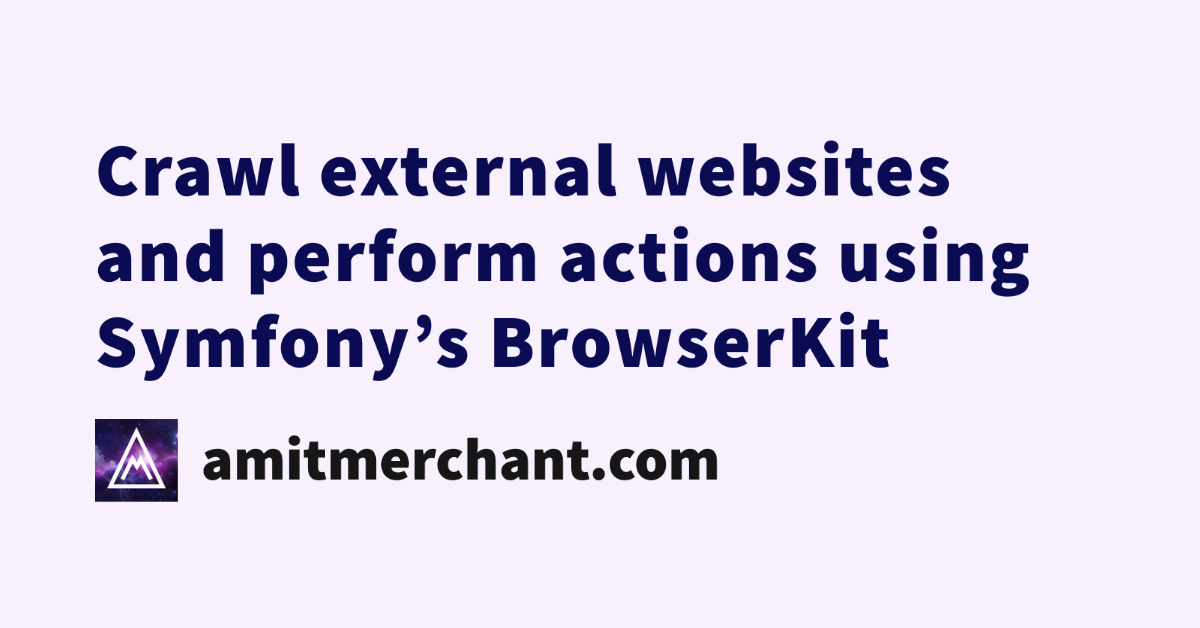 Crawl external websites
and perform actions using
Symfony’s BrowserKit
amitmerchant.com